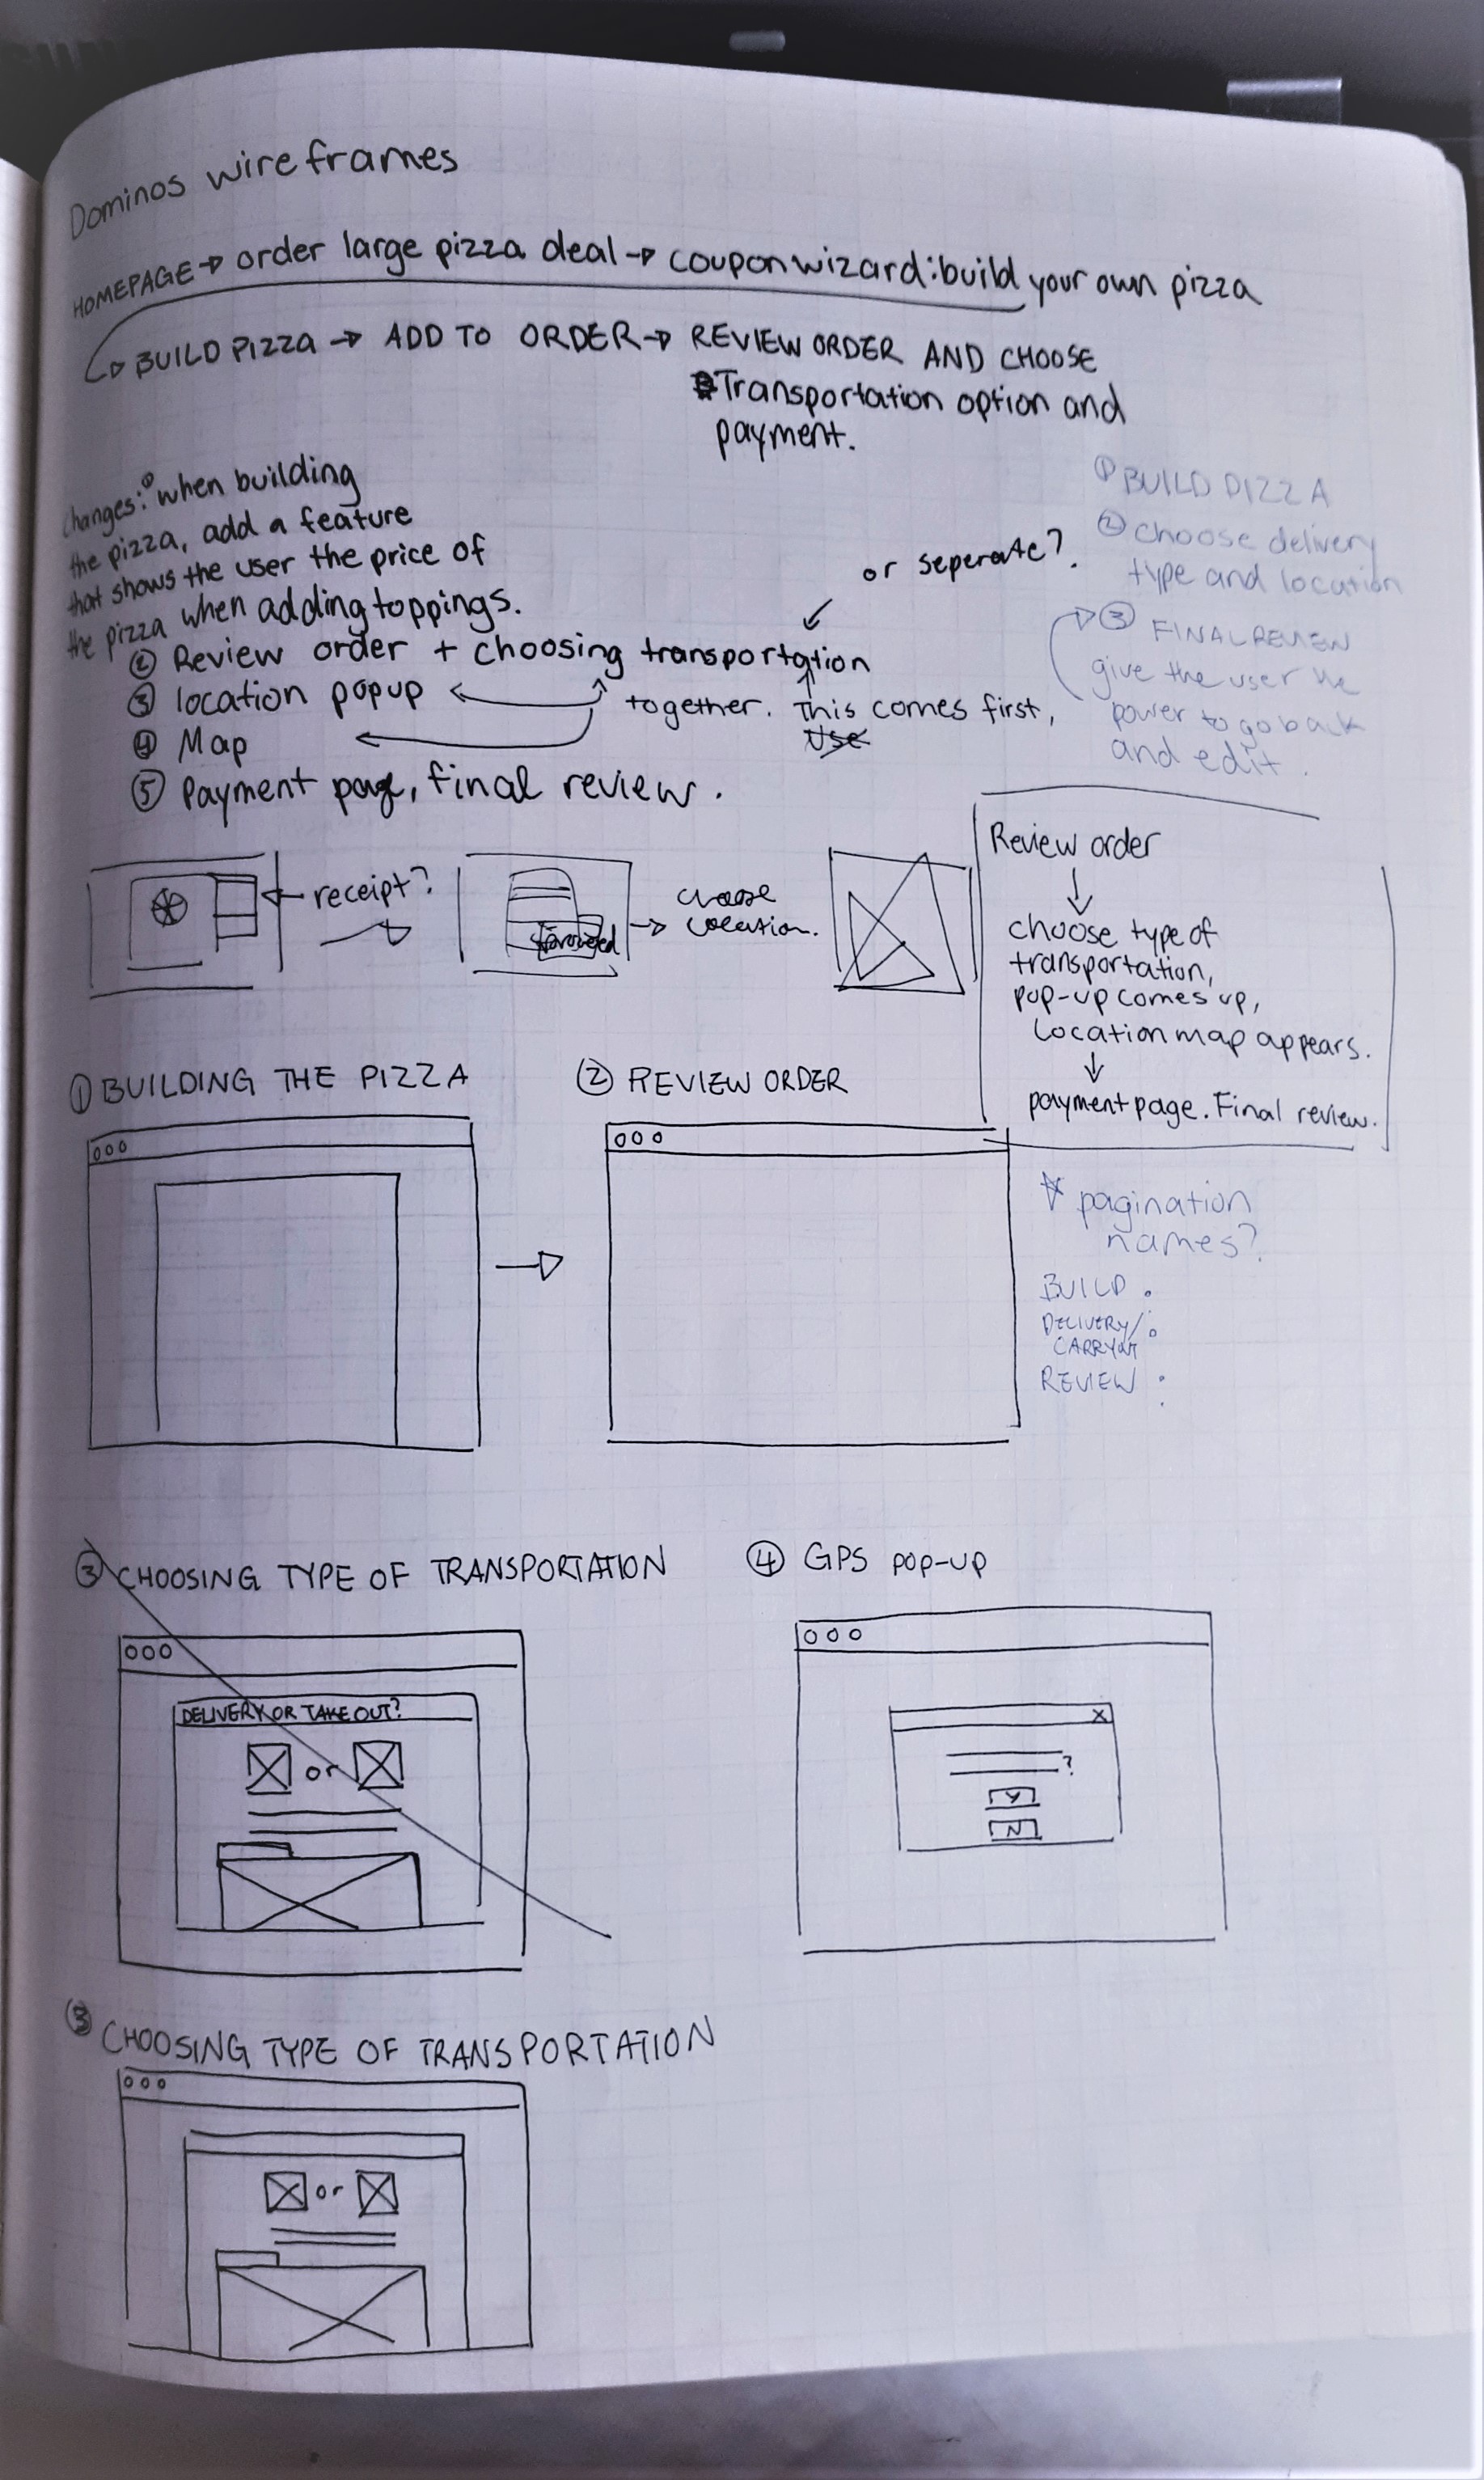 Dominos wireframes
HOMEPAGE → order large pizza deal → coupon wizard: build your own pizza
BUILD PIZZA → ADD TO ORDER → REVIEW ORDER AND CHOOSE
Transportation option and
payment.
changes: when building
the pizza, add a feature
that shows the user the price of
the pizza when adding toppings.
or seperate?
② Review order + choosing transportation
③ location popup
together. This comes first,
Use
④ Map
⑤ Payment page, final review.
① BUILD PIZZA
② choose delivery
type and location
③ FINAL REVIEW
give the user the
power to go back
and edit.
receipt?
choose
location.
Review order
↓
choose type of
transportation,
pop-up comes up,
location map appears.
↓
payment page. Final review.
① BUILDING THE PIZZA
② REVIEW ORDER
pagination
names?
BUILD
DELIVERY/
CARRYOUT
REVIEW
③ CHOOSING TYPE OF TRANSPORTATION
DELIVERY OR TAKE OUT?
or
④ GPS POP-UP
X
?
Y
N
③ CHOOSING TYPE OF TRANSPORTATION
or